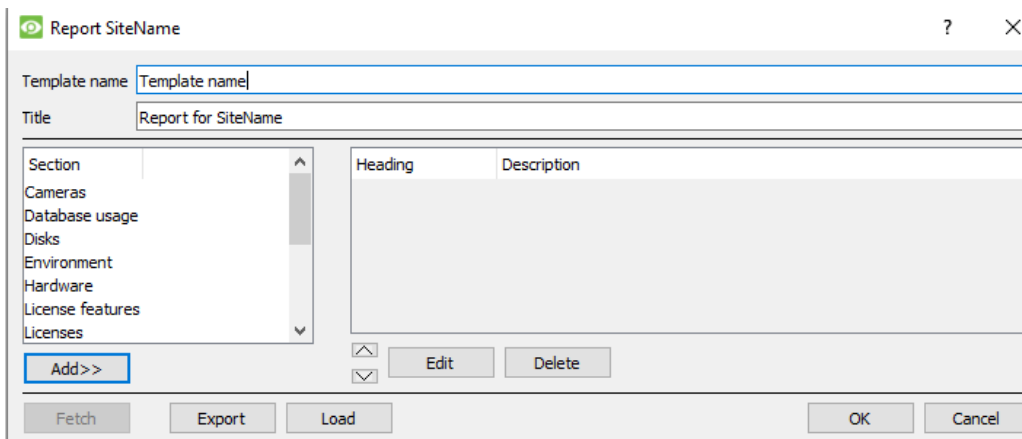 Report SiteName ?
Template name Template name
Title Report for SiteName
Section
Cameras
Database usage
Disks
Environment
Hardware
License features
Licenses
Add>>
Heading Description
Edit Delete
Fetch Export Load OK Cancel